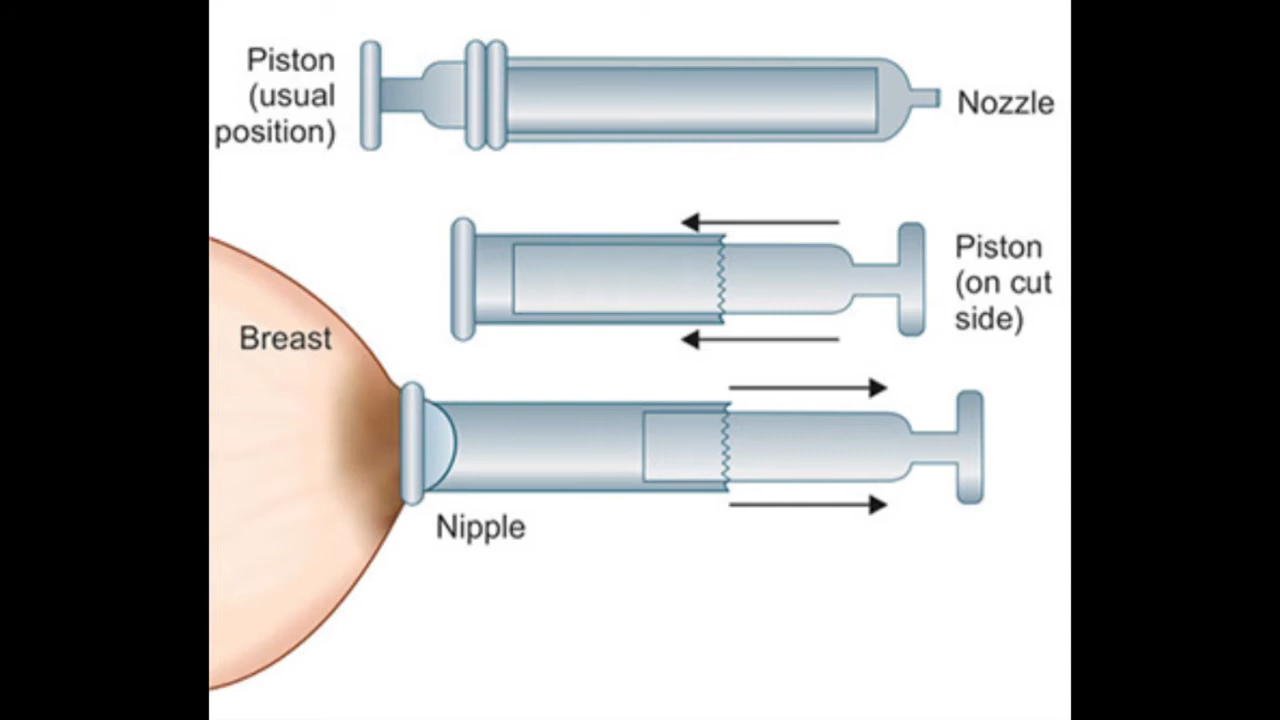 Piston
(usual
position)
Nozzle
Piston
(on cut
side)
Breast
Nipple